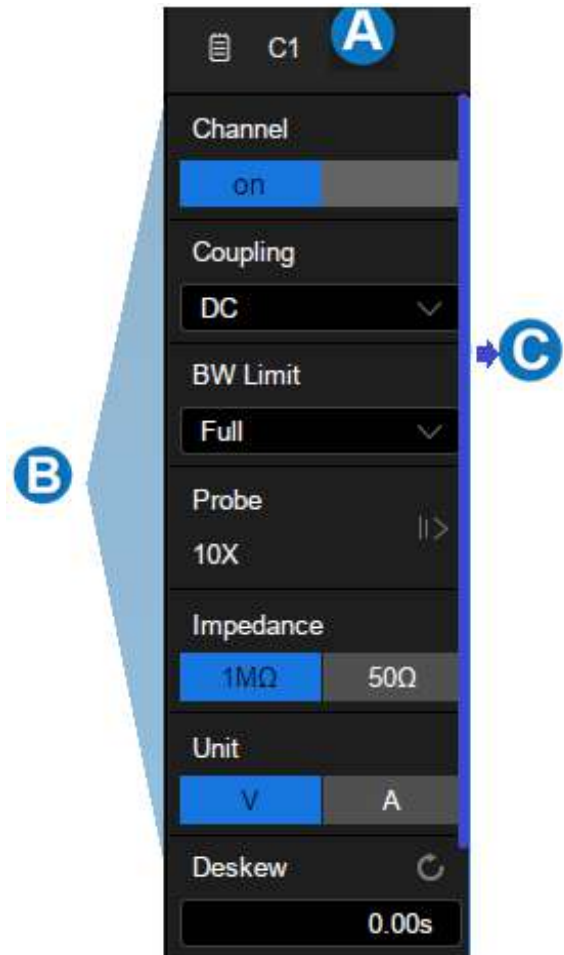 C1 A
Channel
on
Coupling
DC
C
BW Limit
Full
B
Probe
10X
Impedance
1MΩ 50Ω
Unit
V A
Deskew
0.00s